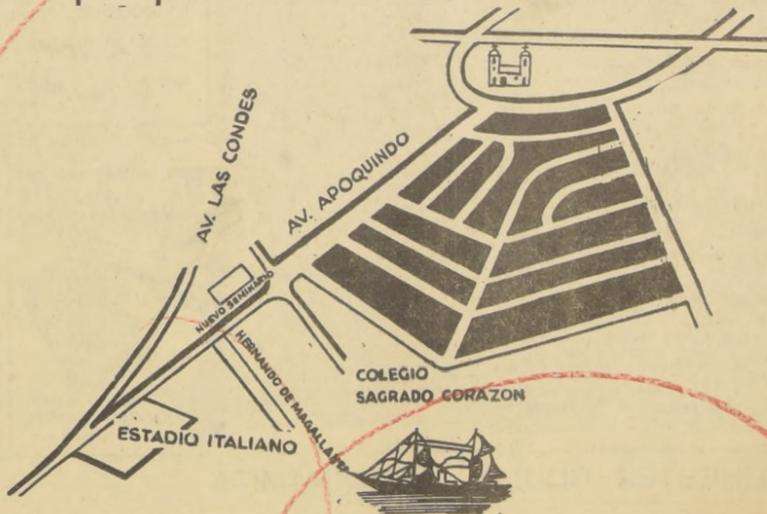 AV. LAS CONDES
AV. APOQUINDO
NUEVO SEMINARIO
HERNANDO DE MAGALLANES
COLEGIO
SAGRADO CORAZON
ESTADIO ITALIANO